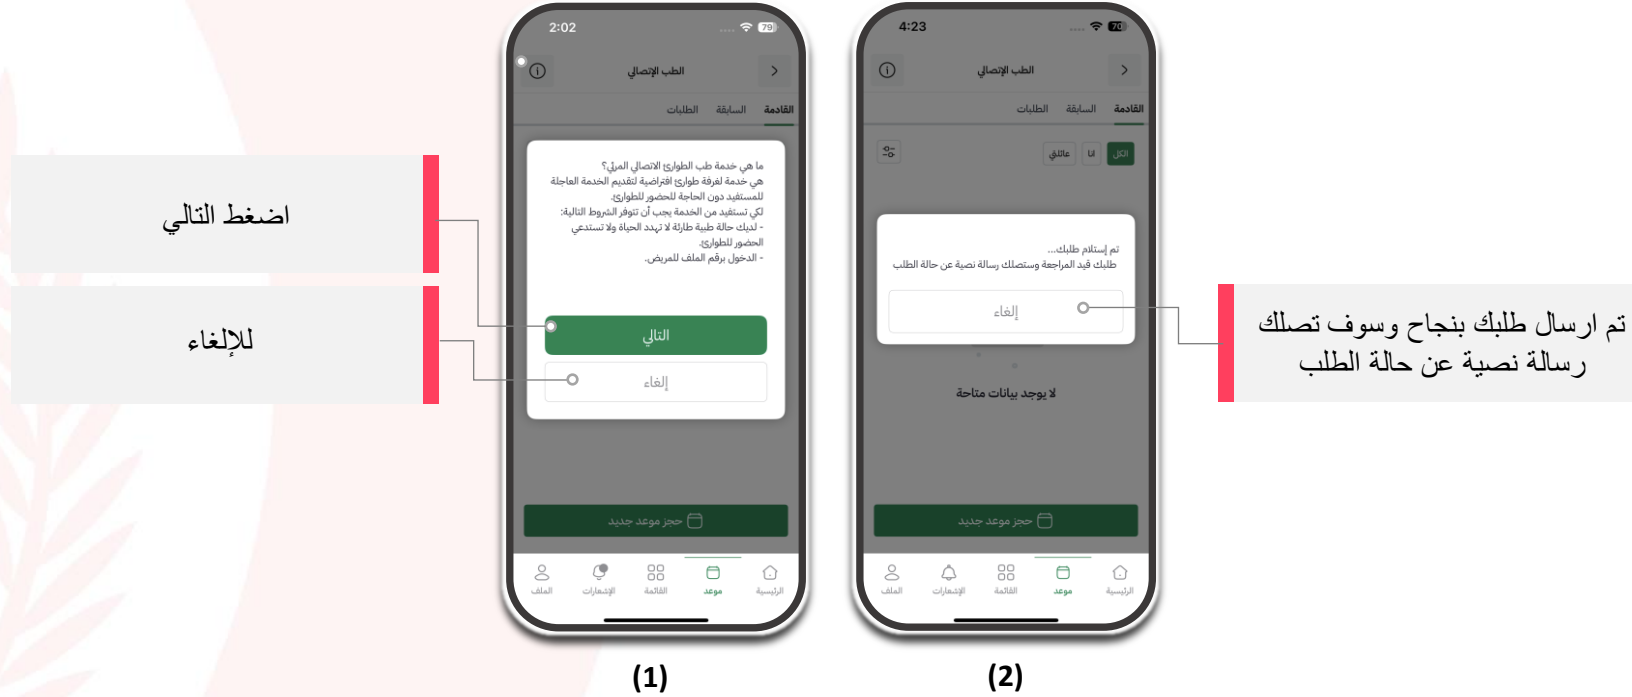 اضغط التالي
للإلغاء
2:02
79
الطب الإتصالي
القادمة السابقة الطلبات
ما هي خدمة طب الطوارئ الاتصالي المرئي؟
هي خدمة لغرفة طوارئ افتراضية لتقديم الخدمة العاجلة
للمستفيد دون الحاجة للحضور للطوارئ.
لكي تستفيد من الخدمة يجب أن تتوفر الشروط التالية:
- لديك حالة طبية طارئة لا تهدد الحياة ولا تستدعي
الحضور للطوارئ.
- الدخول برقم الملف للمريض.
التالي
إلغاء
حجز موعد جديد
الرئيسية موعد القائمة الإشعارات الملف
(1)
4:23
70
الطب الإتصالي
القادمة السابقة الطلبات
الكل انا عائلتي
تم إستلام طلبك...
طلبك قيد المراجعة وستصلك رسالة نصية عن حالة الطلب
إلغاء
لا يوجد بيانات متاحة
حجز موعد جديد
الرئيسية موعد القائمة الإشعارات الملف
(2)
تم ارسال طلبك بنجاح وسوف تصلك
رسالة نصية عن حالة الطلب